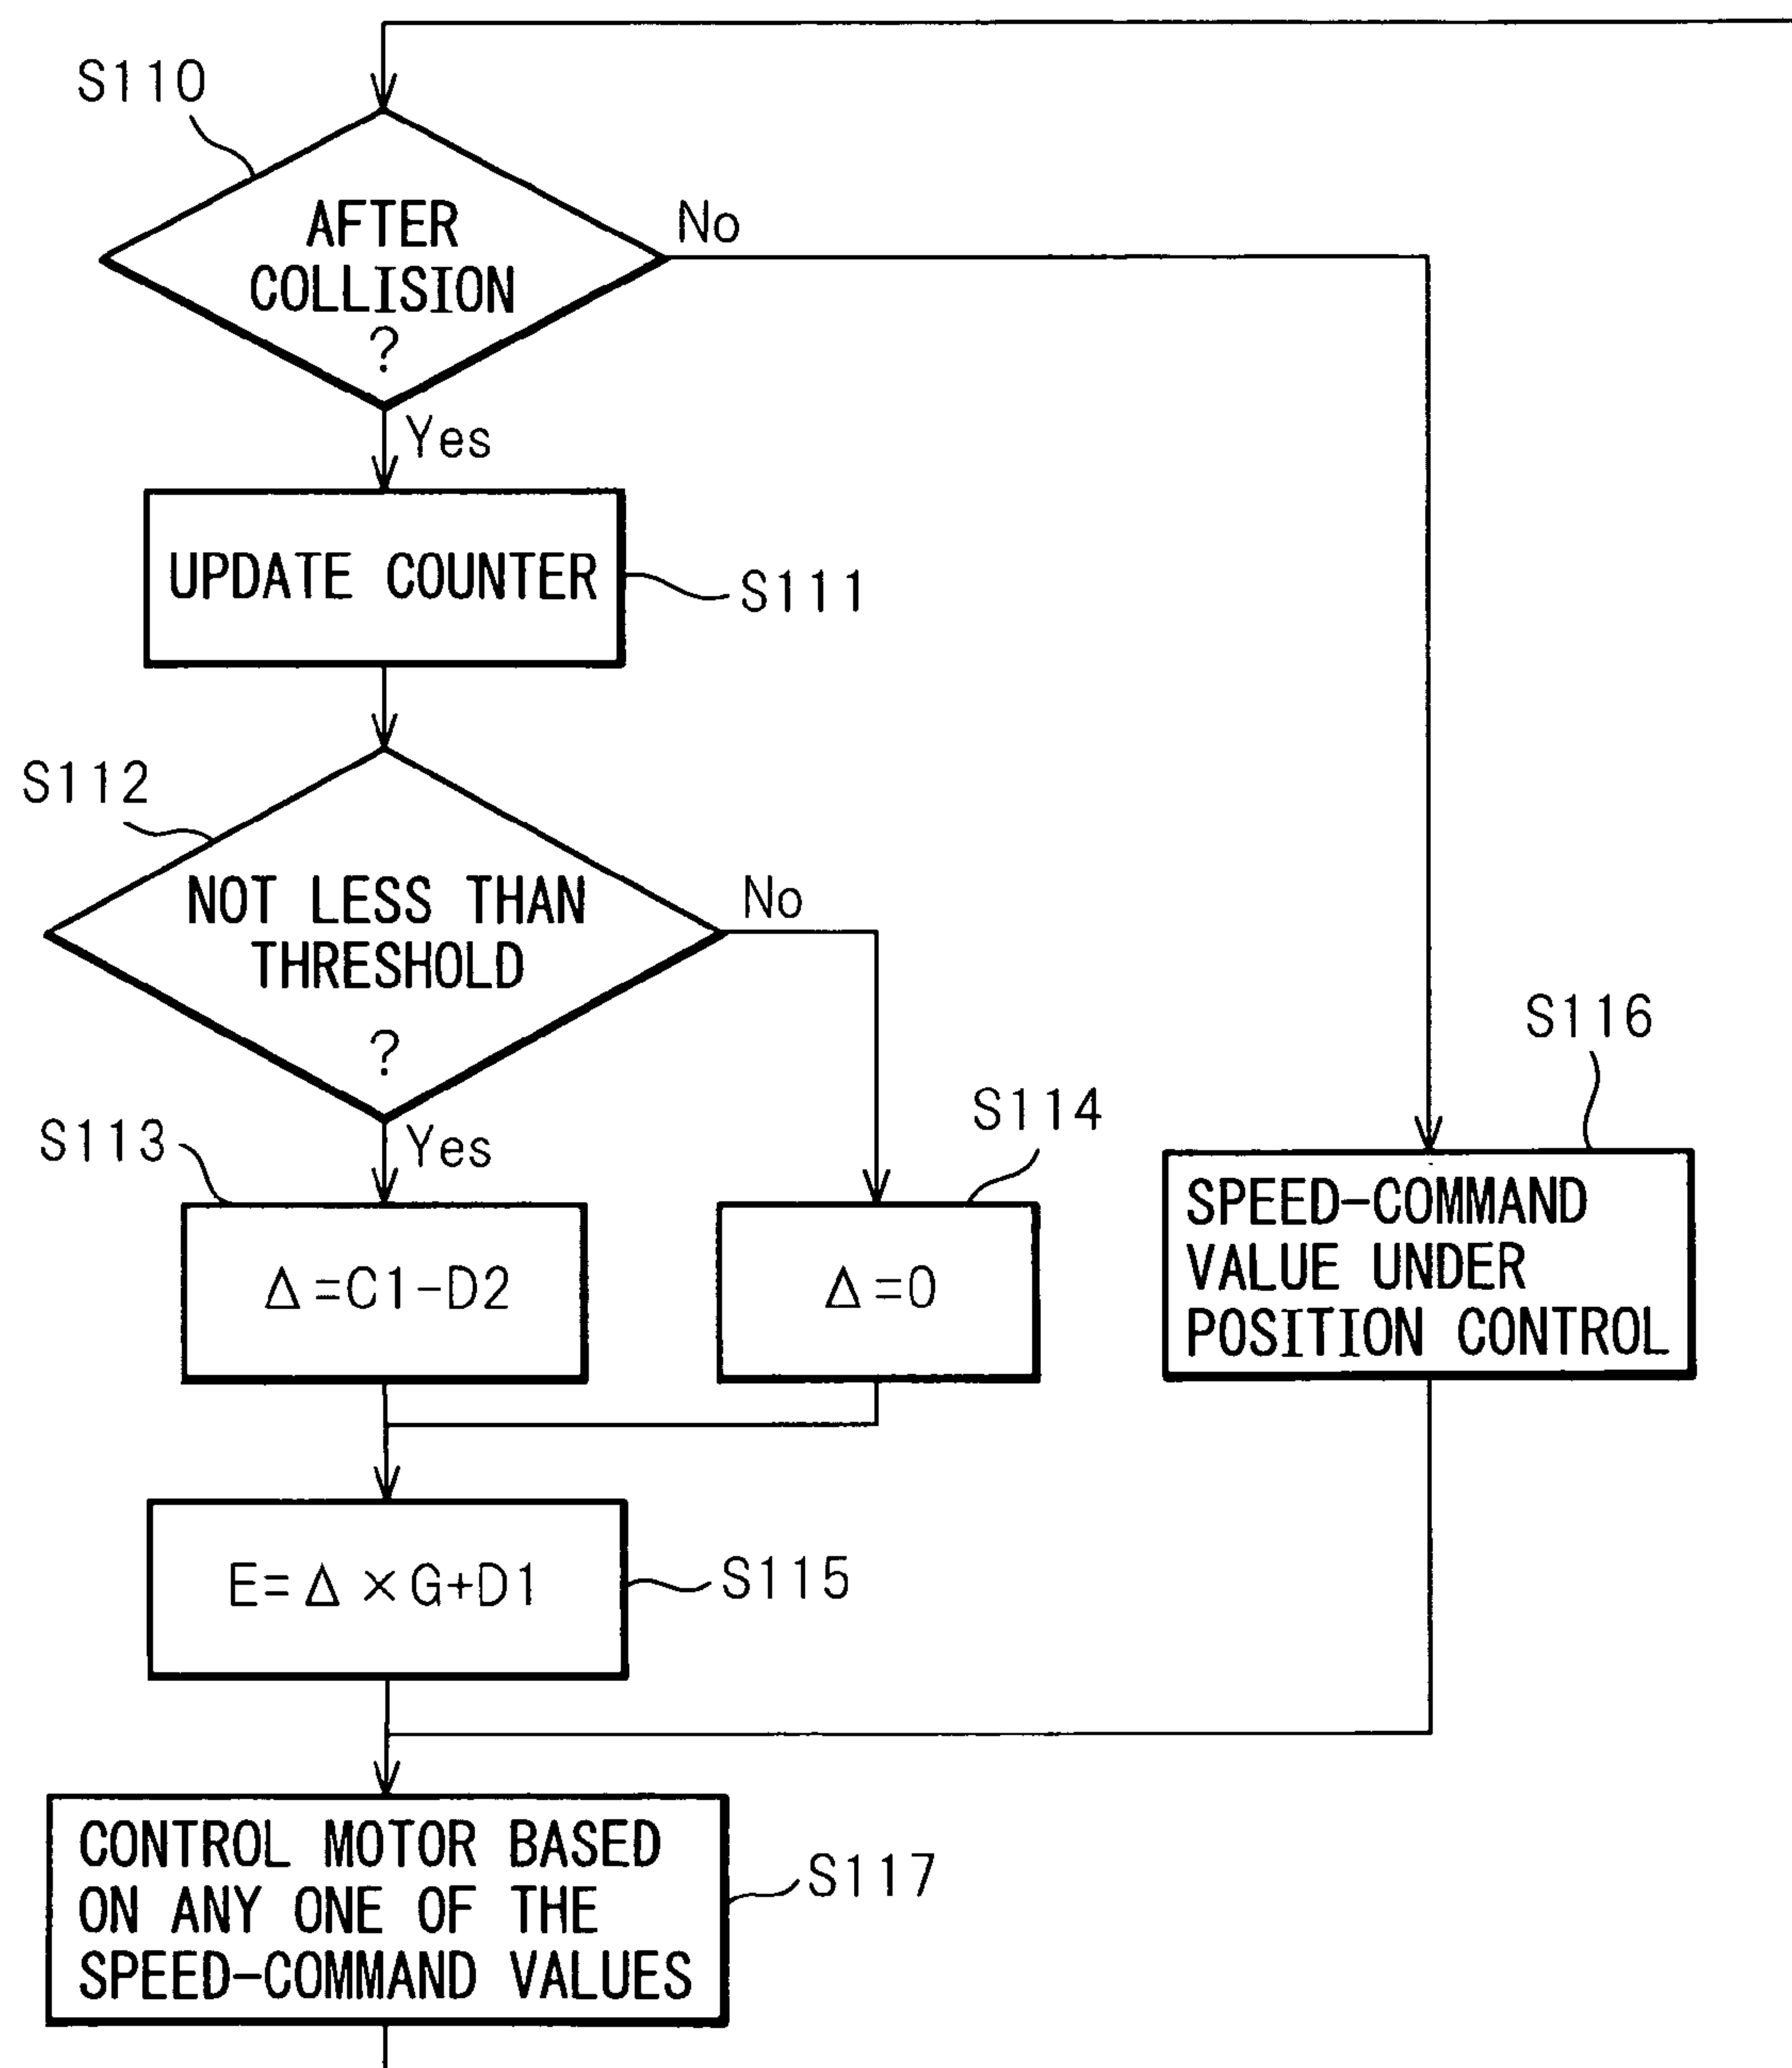 S110
AFTER
COLLISION
?
No
Yes
UPDATE COUNTER
S111
S112
NOT LESS THAN
THRESHOLD
?
No
Yes
S113
Δ=C1-D2
S114
Δ=0
S116
SPEED-COMMAND
VALUE UNDER
POSITION CONTROL
E=Δ×G+D1
S115
CONTROL MOTOR BASED
ON ANY ONE OF THE
SPEED-COMMAND VALUES
S117